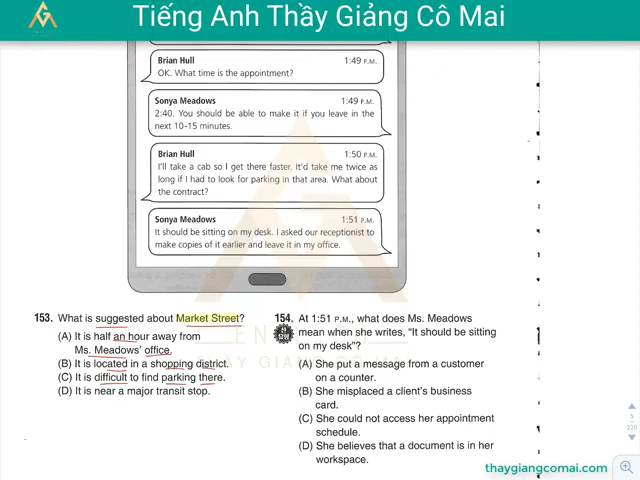 Tiếng Anh Thầy Giảng Cô Mai
Brian Hull 1:49 P.M.
OK. What time is the appointment?
Sonya Meadows 1:49 P.M.
2:40. You should be able to make it if you leave in the
next 10-15 minutes.
Brian Hull 1:50 P.M.
I'll take a cab so I get there faster. It'd take me twice as
long if I had to look for parking in that area. What about
the contract?
Sonya Meadows 1:51 P.M.
It should be sitting on my desk. I asked our receptionist to
make copies of it earlier and leave it in my office.
153. What is suggested about Market Street?
(A) It is half an hour away from
Ms. Meadows' office.
(B) It is located in a shopping district.
(C) It is difficult to find parking there.
(D) It is near a major transit stop.
154. At 1:51 P.M., what does Ms. Meadows
mean when she writes, "It should be sitting
on my desk"?
(A) She put a message from a customer
on a counter.
(B) She misplaced a client's business
card.
(C) She could not access her appointment
schedule.
(D) She believes that a document is in her
workspace.
THAY GIANG CO MAI
5
220
thaygiangcomai.com